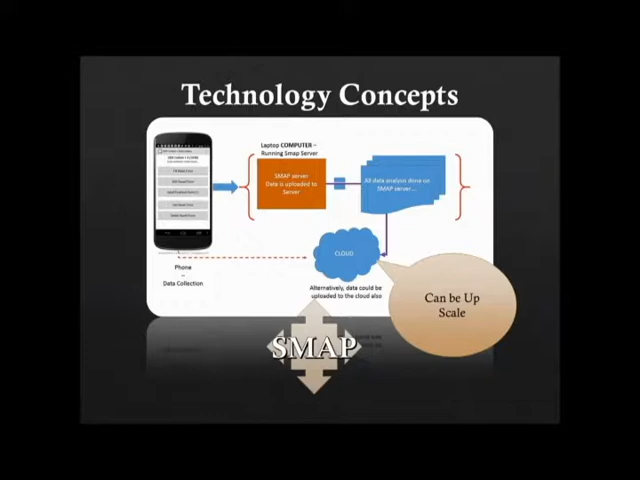 Technology Concepts
Laptop COMPUTER –
Running Smap Server
SMAP server
Data is uploaded to
Server
All data analysis done on
SMAP server...
CLOUD
Phone
–
Data Collection
Alternatively, data could be
uploaded to the cloud also
Can be Up
Scale
SMAP